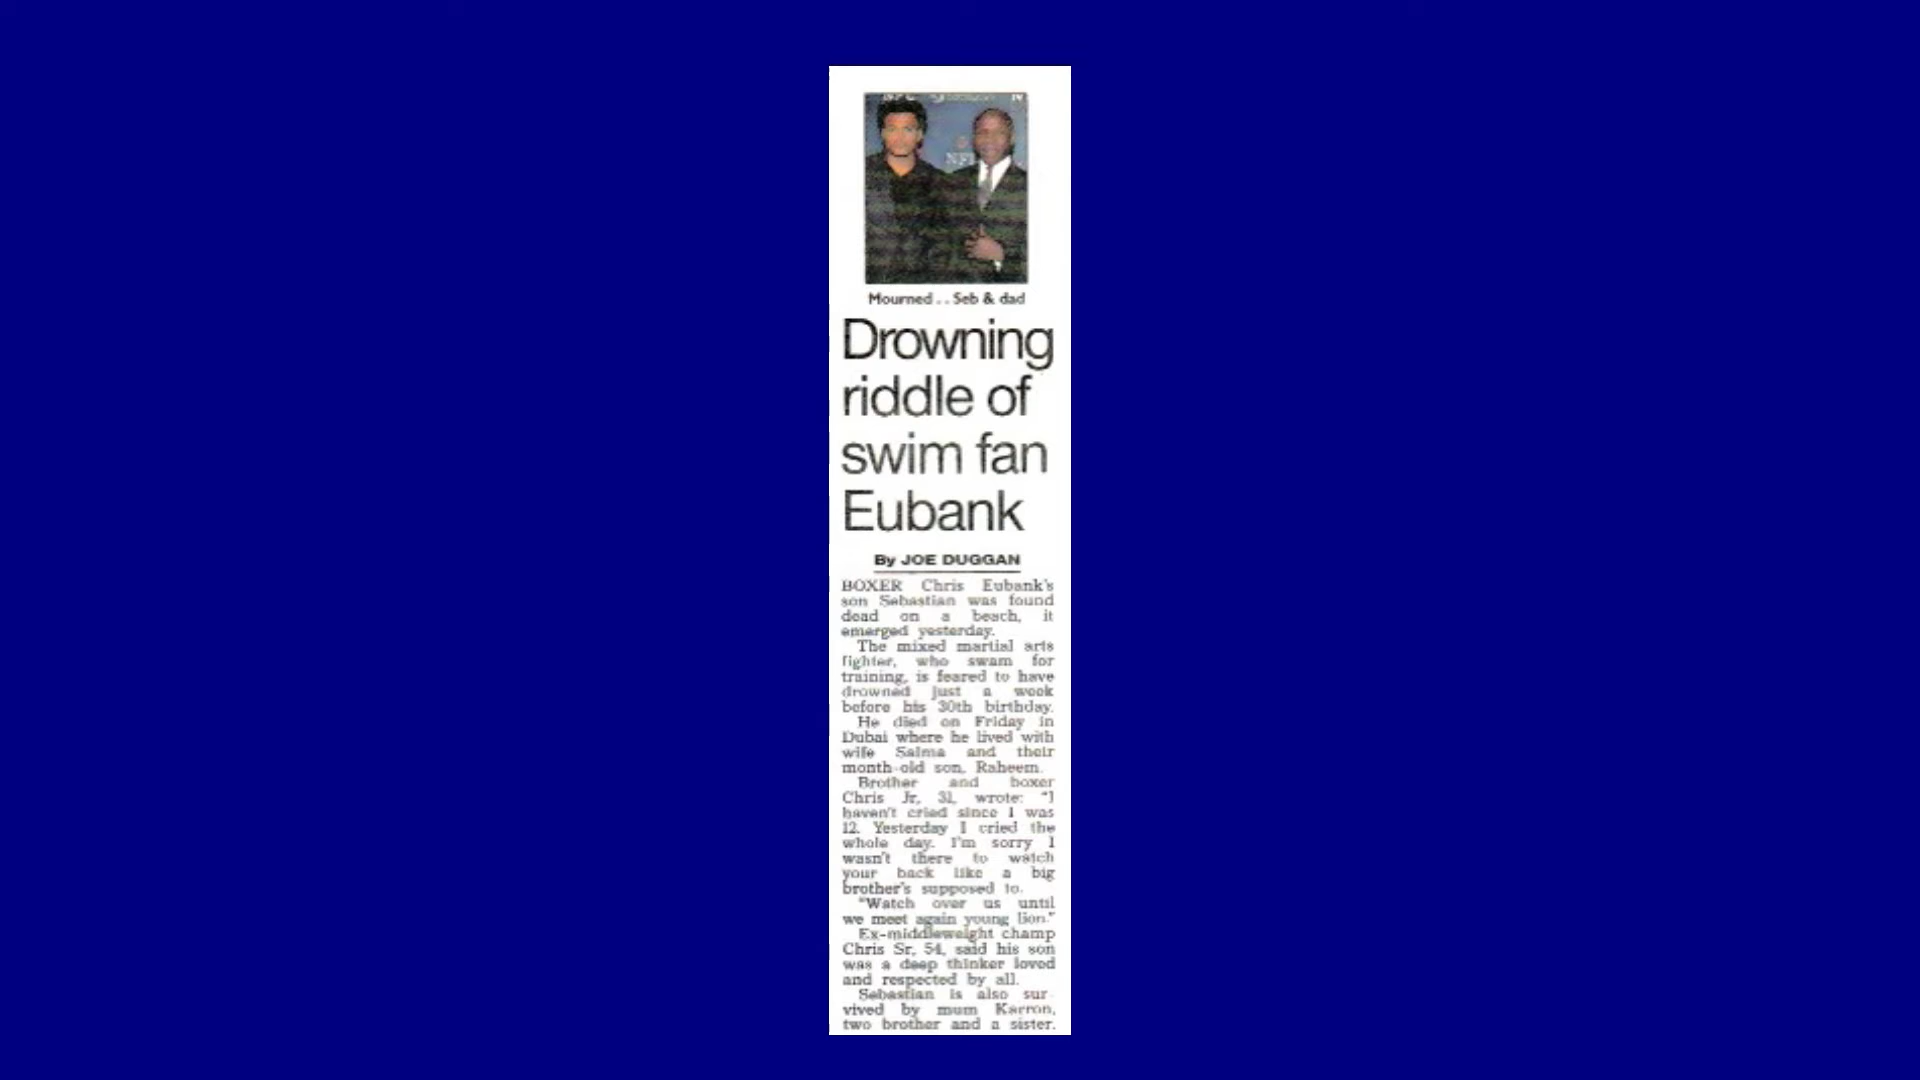 NFL
Mourned . . Seb & dad
Drowning
riddle of
swim fan
Eubank
By JOE DUGGAN
BOXER Chris Eubank's
son Sebastian was found
dead on a beach, it
emerged yesterday.
The mixed martial arts
fighter, who swam for
training, is feared to have
drowned just a week
before his 30th birthday.
He died on Friday in
Dubai where he lived with
wife Salma and their
month-old son, Raheem.
Brother and boxer
Chris Jr, 31, wrote: "I
haven't cried since I was
12. Yesterday I cried the
whole day. I'm sorry I
wasn't there to watch
your back like a big
brother's supposed to.
"Watch over us until
we meet again young lion."
Ex-middleweight champ
Chris Sr, 54, said his son
was a deep thinker loved
and respected by all.
Sebastian is also sur-
vived by mum Karron,
two brother and a sister.